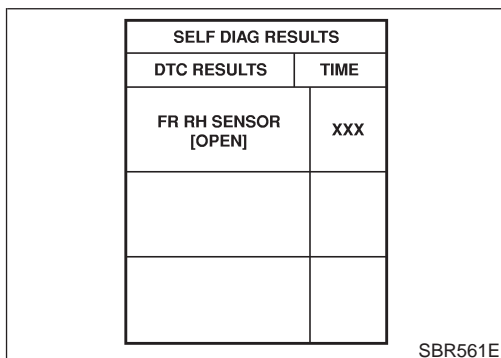 SELF DIAG RESULTS
DTC RESULTS TIME
FR RH SENSOR XXX
[OPEN]
SBR561E